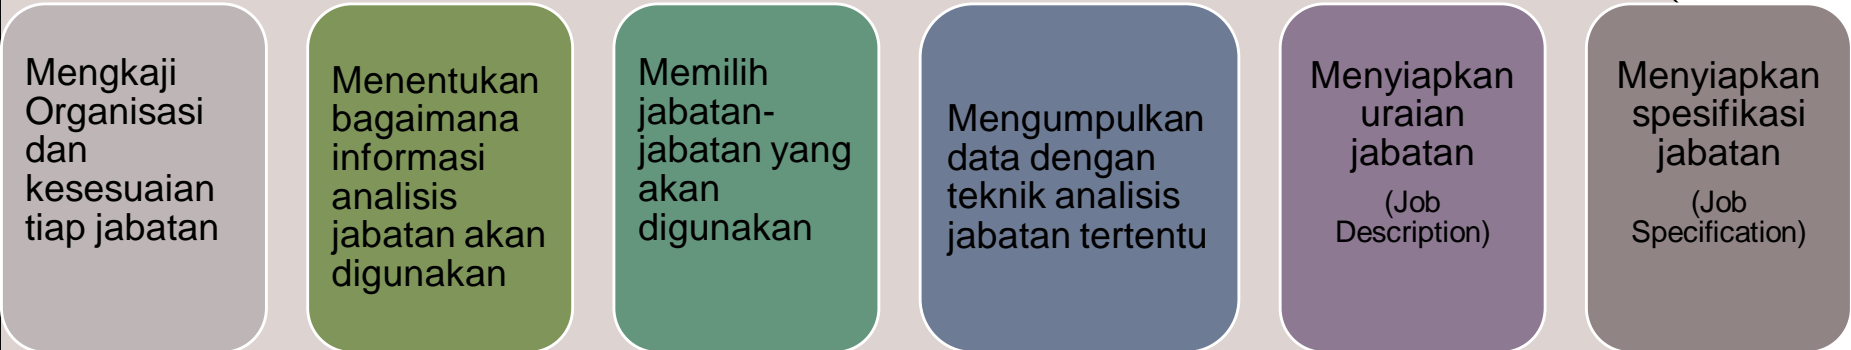 Mengkaji
Organisasi
dan
kesesuaian
tiap jabatan
Menentukan
bagaimana
informasi
analisis
jabatan akan
digunakan
Memilih
jabatan-
jabatan yang
akan
digunakan
Mengumpulkan
data dengan
teknik analisis
jabatan tertentu
Menyiapkan
uraian
jabatan
(Job
Description)
Menyiapkan
spesifikasi
jabatan
(Job
Specification)